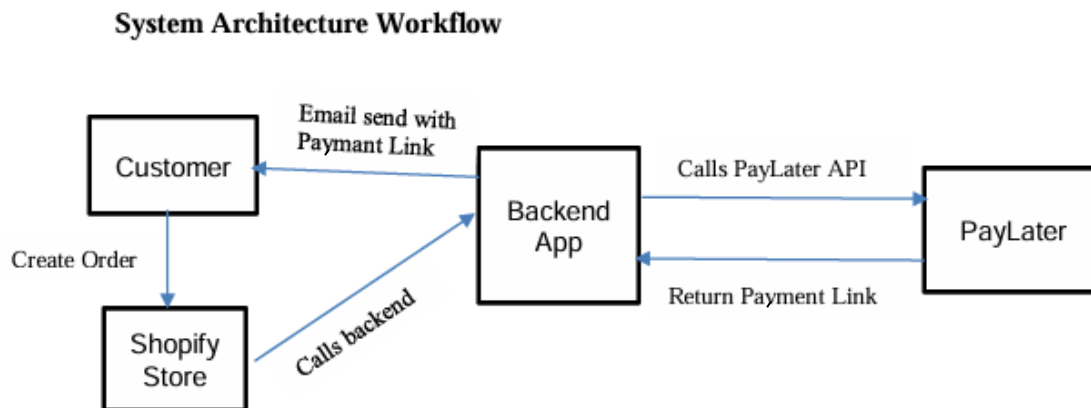 System Architecture Workflow
Email send with
Paymant Link
Customer
Calls PayLater API
Backend
App
PayLater
Create Order
Return Payment Link
Calls backend
Shopify
Store